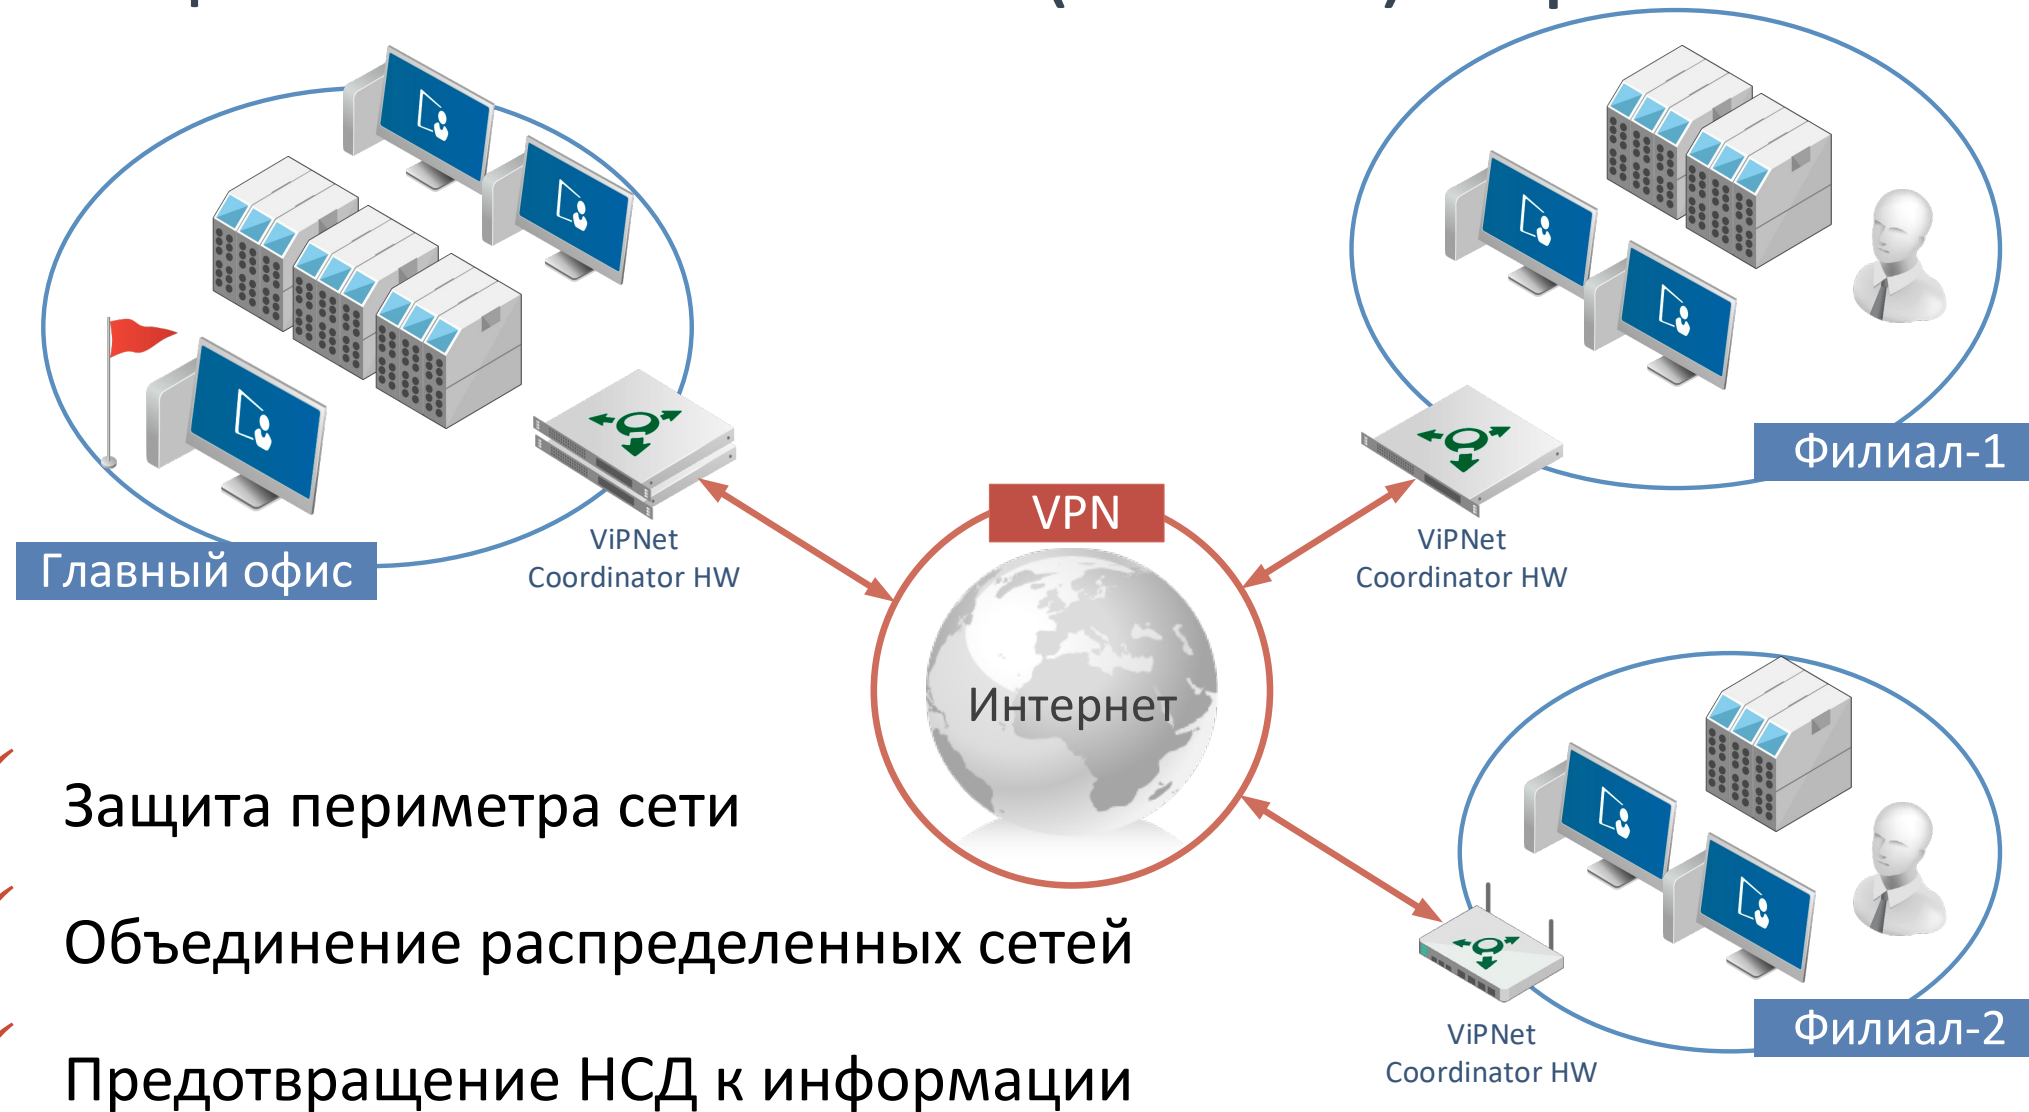 Филиал-1
VPN
ViPNet
Coordinator HW
ViPNet
Coordinator HW
Главный офис
Интернет
Защита периметра сети
Объединение распределенных сетей
Филиал-2
ViPNet
Coordinator HW
Предотвращение НСД к информации